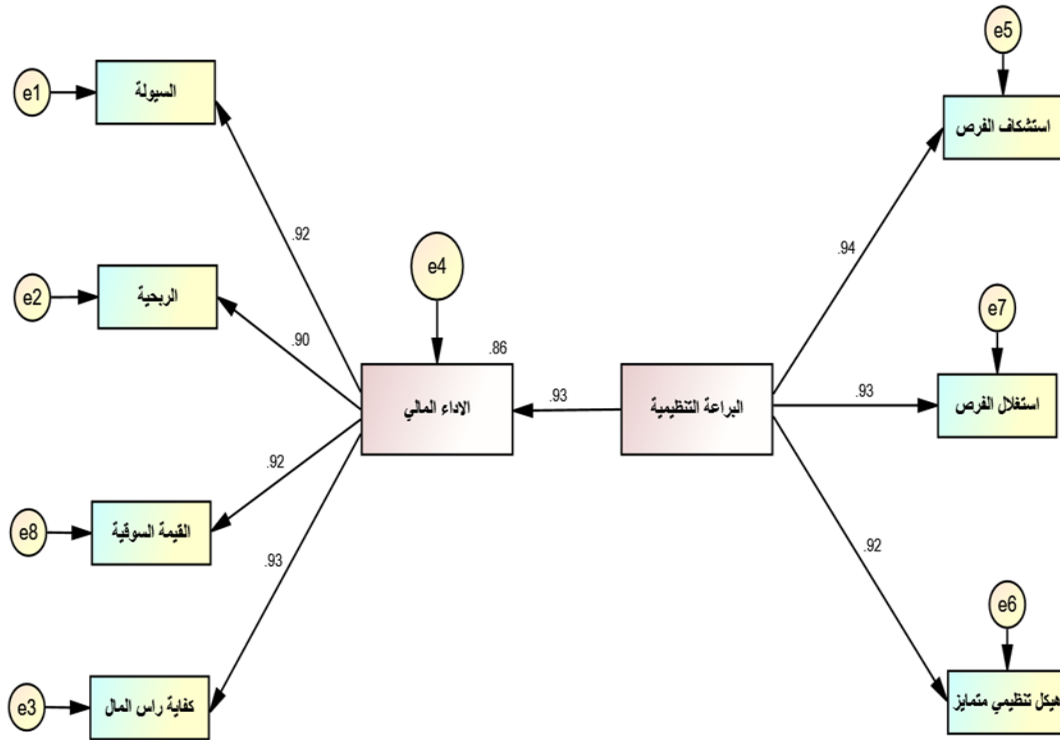 e5
e1
السيولة
استشكاف الفرص
.92
.94
e4
e2
الربحية
e7
.90
.86
الاداء المالي
.93
البراعة التنظيمية
.93
استغلال الفرص
.92
e8
القيمة السوقية
.93
.92
e6
e3
كفاية راس المال
هيكل تنظيمي متمايز